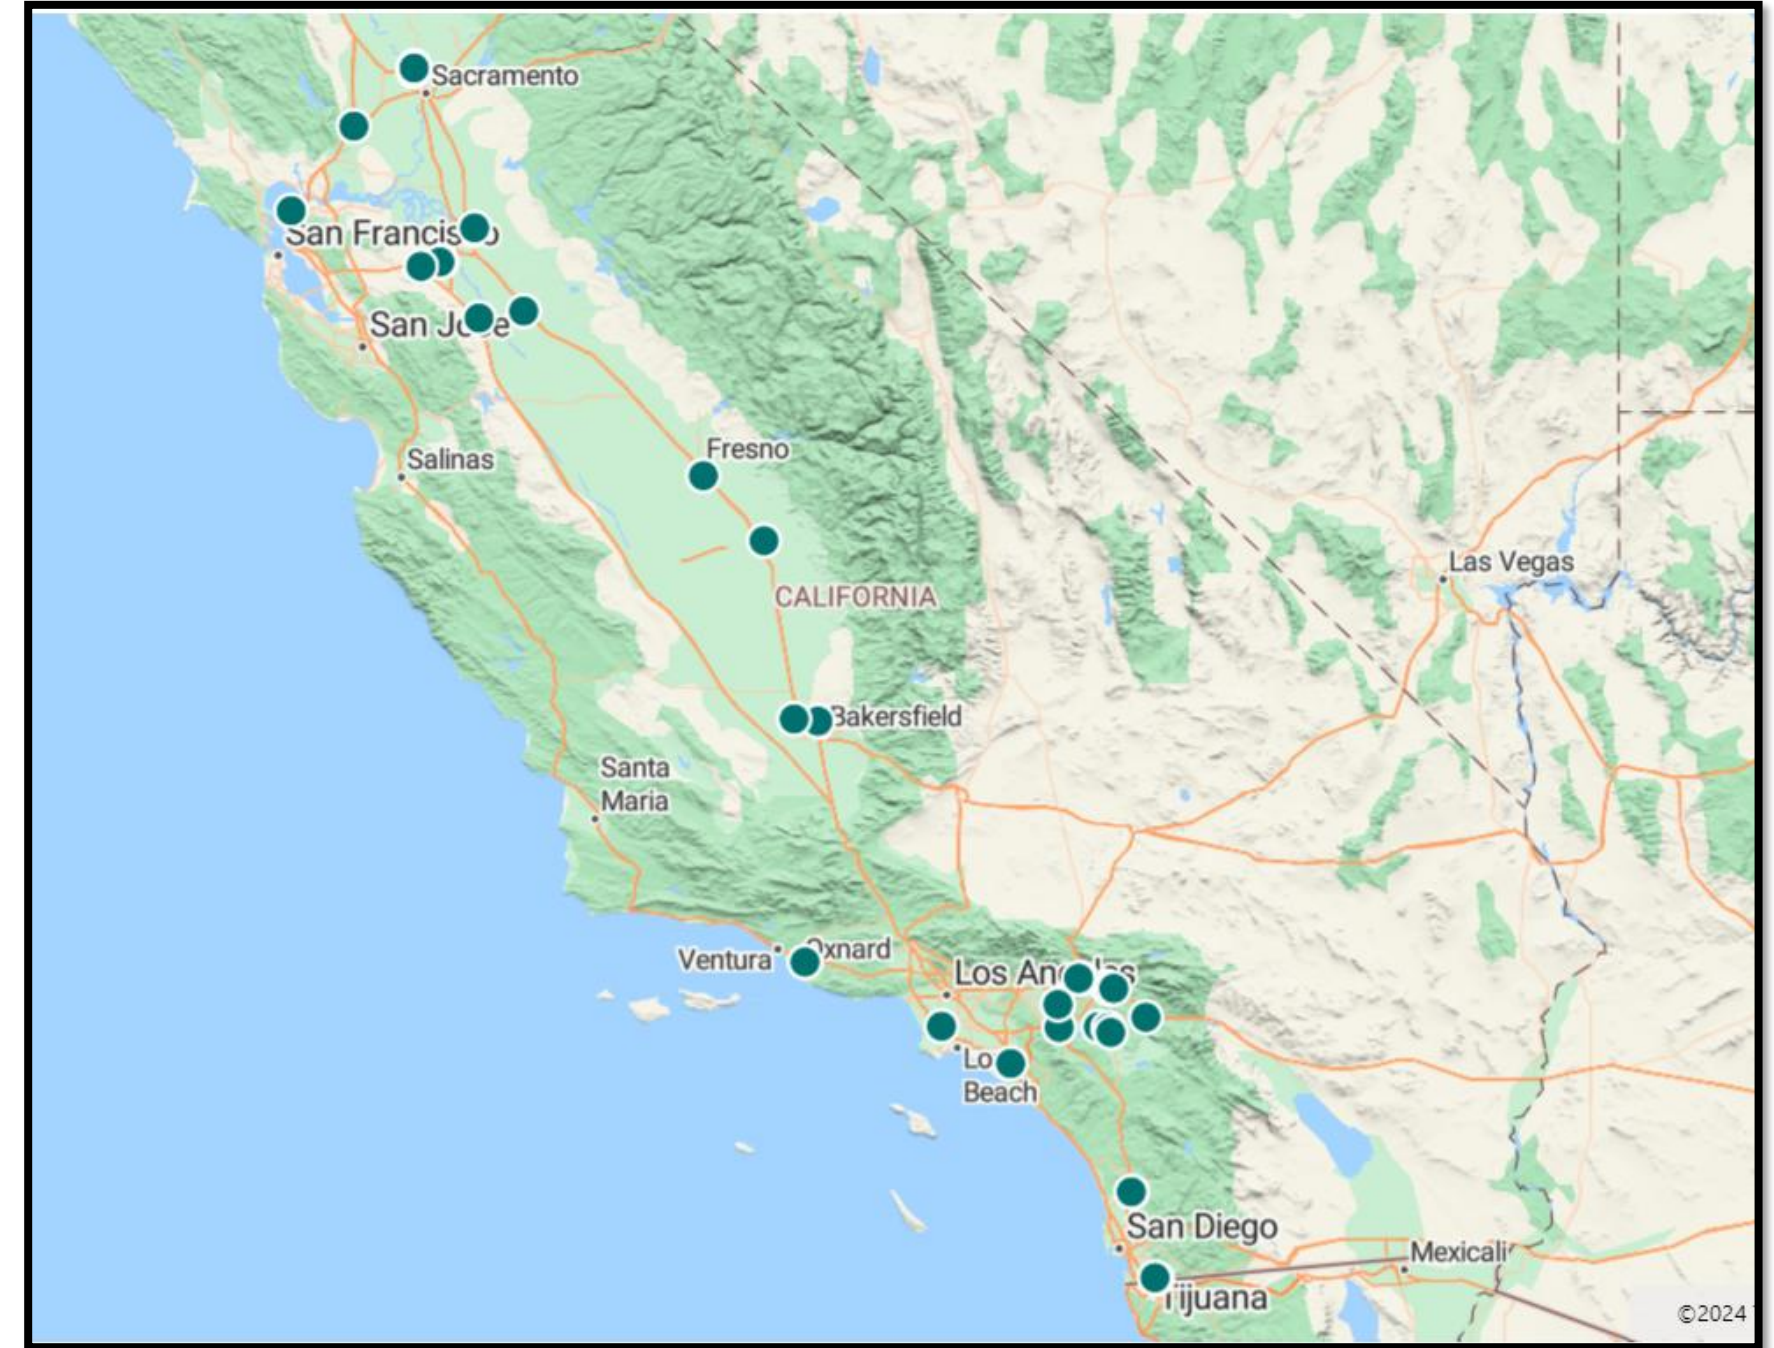 Sacramento
San Francisco
San Jose
Fresno
Salinas
Las Vegas
CALIFORNIA
Bakersfield
Santa
Maria
Oxnard
Ventura
Los Angeles
Lo
Beach
San Diego
Mexicali
Tijuana
©2024